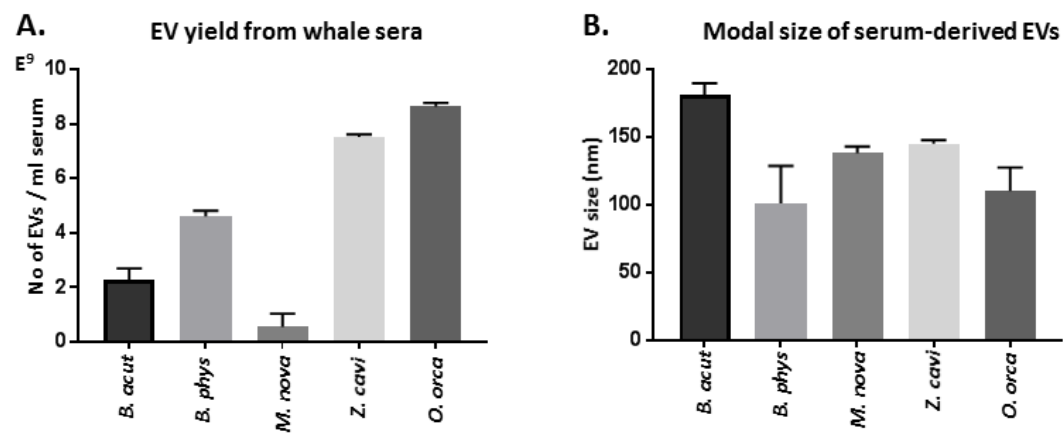 A. EV yield from whale sera
E⁹
No of EVs / ml serum
10
8
6
4
2
0
B. acut
B. phys
M. nova
Z. cavi
O. orca
B. Modal size of serum-derived EVs
EV size (nm)
200
150
100
50
0
B. acut
B. phys
M. nova
Z. cavi
O. orca